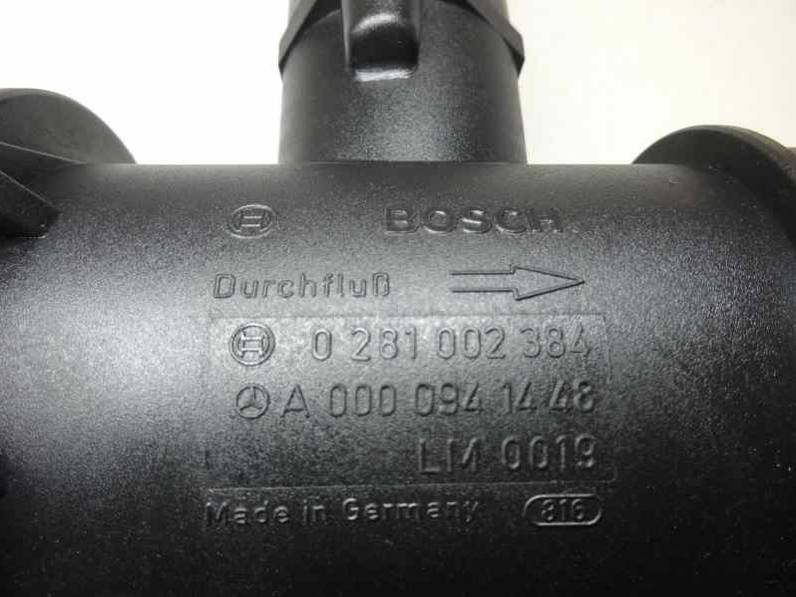 BOSCH
Durchfluß
0 281 002 384
A 000 094 14 48
LM 0019
Made in Germany 816